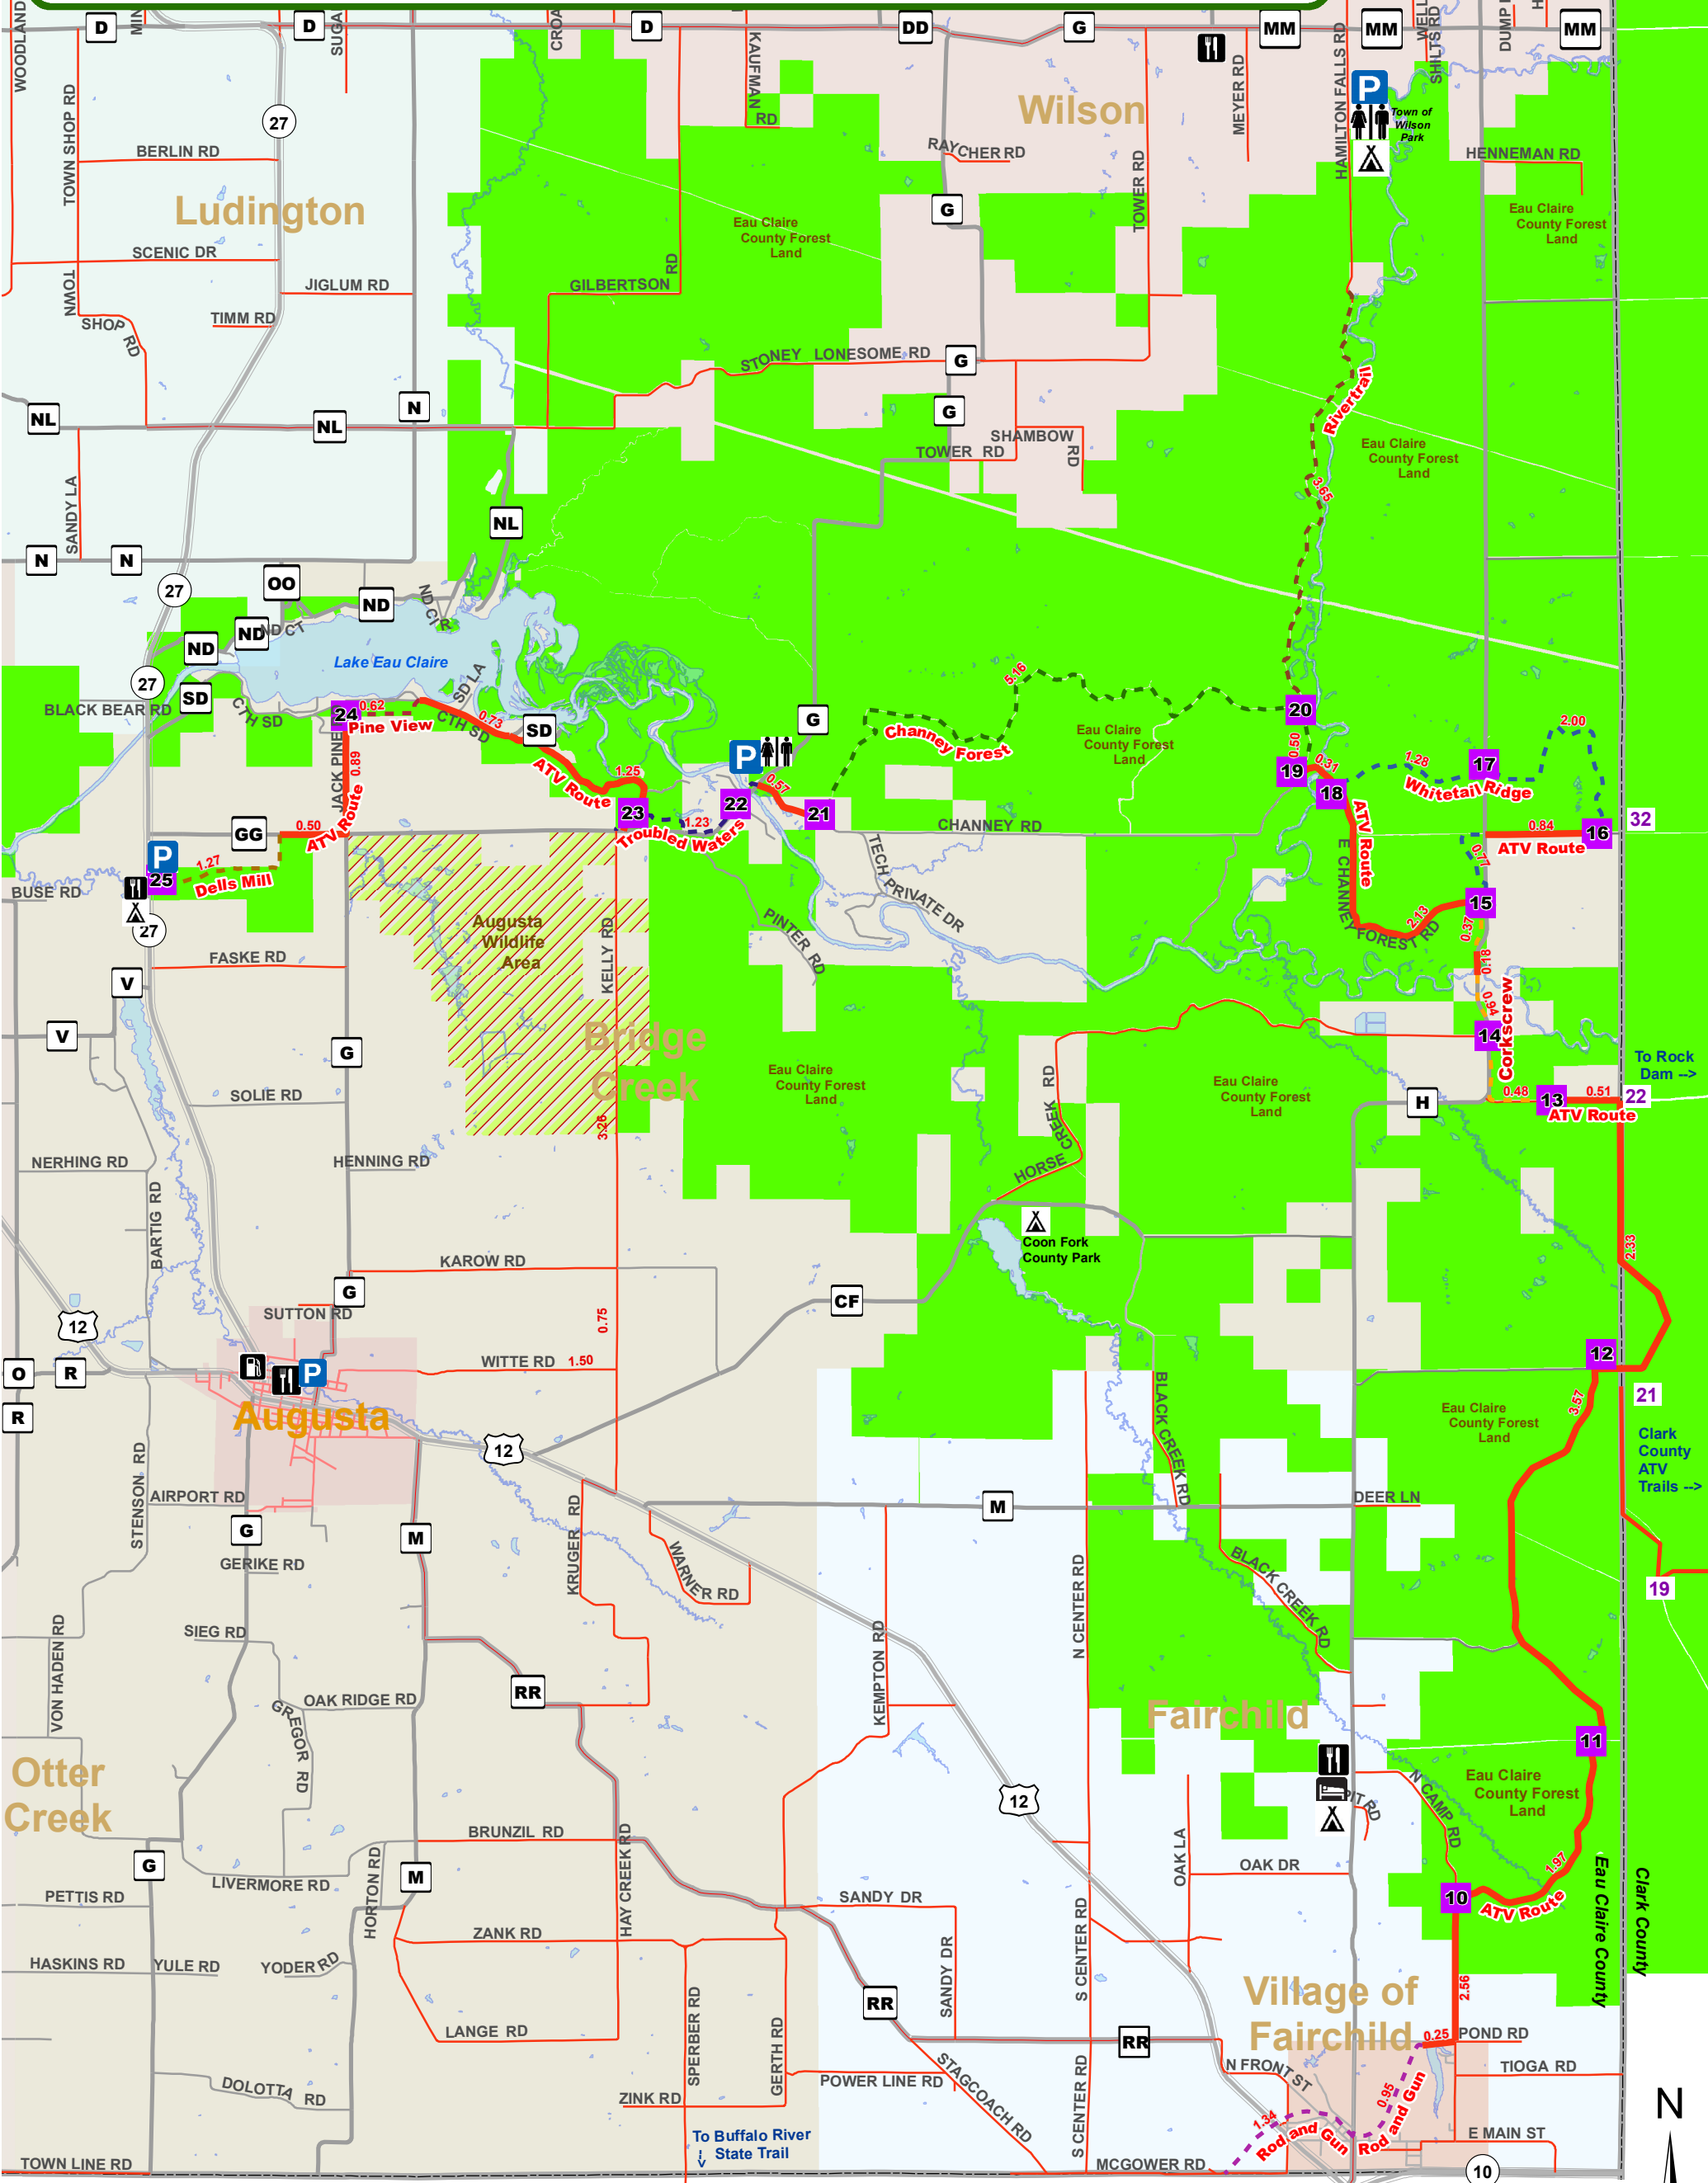 WOODLAND
D
MIN
D
SUGA
CROA
D
KAUFMAN
RD
DD
G
MM
MM
MM
HAMILTON FALLS RD
WELL
SHILTS RD
DUMP
H
TOWN SHOP RD
27
BERLIN RD
Ludington
Wilson
MEYER RD
P
Town of
Wilson
Park
RAYCHER RD
TOWER RD
HENNEMAN RD
G
SCENIC DR
Eau Claire
County Forest
Land
Eau Claire
County Forest
Land
TOWN
SHOP RD
JIGLUM RD
TIMM RD
GILBERTSON RD
STONEY LONESOME RD
G
Rivertrail
3.65
NL
NL
N
G
SHAMBOW
RD
TOWER RD
Eau Claire
County Forest
Land
SANDY LA
NL
N
N
27
OO
ND
ND CIR
ND
ND CT
ND
Lake Eau Claire
27
SD
SD LA
BLACK BEAR RD
CTH SD
24
0.62
Pine View
CTH SD
0.73
SD
G
5.16
Channey Forest
Eau Claire
County Forest
Land
20
0.50
19
0.31
18
1.28
17
2.00
Whitetail Ridge
JACK PINE
0.89
ATV Route
ATV Route
1.25
P
0.57
23
22
21
1.23
Troubled Waters
CHANNEY RD
GG
0.50
ATV Route
0.84
16
32
ATV Route
0.77
P
25
1.27
Dells Mill
BUSE RD
27
TECH PRIVATE DR
E CHANNEY FOREST RD
2.13
15
0.37
0.18
0.94
Augusta
Wildlife
Area
KELLY RD
PINTER RD
FASKE RD
V
V
G
Bridge
Creek
14
Corkscrew
To Rock
Dam -->
Eau Claire
County Forest
Land
Eau Claire
County Forest
Land
HORSE CREEK RD
H
0.48
13
0.51
22
ATV Route
SOLIE RD
3.26
NERHING RD
HENNING RD
BARTIG RD
Coon Fork
County Park
2.33
KAROW RD
G
CF
SUTTON RD
12
0.75
O
R
P
WITTE RD
1.50
12
21
R
Augusta
BLACK CREEK RD
3.57
Eau Claire
County Forest
Land
Clark
County
ATV
Trails -->
12
STENSON RD
AIRPORT RD
G
M
KRUGER RD
M
DEER LN
GERIKE RD
WARNER RD
N CENTER RD
BLACK CREEK RD
19
VON HADEN RD
SIEG RD
KEMPTON RD
RR
OAK RIDGE RD
GREGOR RD
Fairchild
11
Otter
Creek
12
PIT RD
N CAMP RD
Eau Claire
County Forest
Land
BRUNZIL RD
HAY CREEK RD
OAK LA
OAK DR
1.97
G
LIVERMORE RD
HORTON RD
M
PETTIS RD
SANDY DR
10
ATV Route
Eau Claire County
Clark County
ZANK RD
SANDY DR
S CENTER RD
HASKINS RD
YULE RD
YODER RD
SPERBER RD
RR
Village of
Fairchild
2.56
LANGE RD
GERTH RD
RR
0.25
POND RD
STAGCOACH RD
N FRONT ST
TIOGA RD
POWER LINE RD
DOLOTTA RD
ZINK RD
S CENTER RD
0.95
1.34
Rod and Gun
Rod and Gun
N
To Buffalo River
State Trail
E MAIN ST
TOWN LINE RD
MCGOWER RD
10